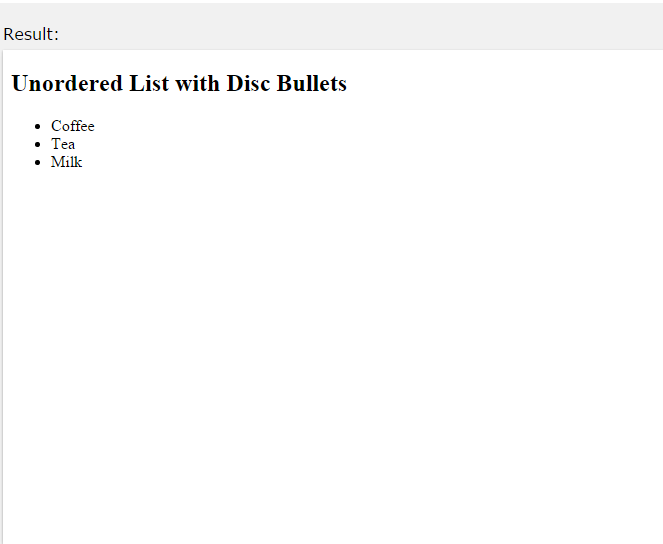 Result:
Unordered List with Disc Bullets
Coffee
Tea
Milk